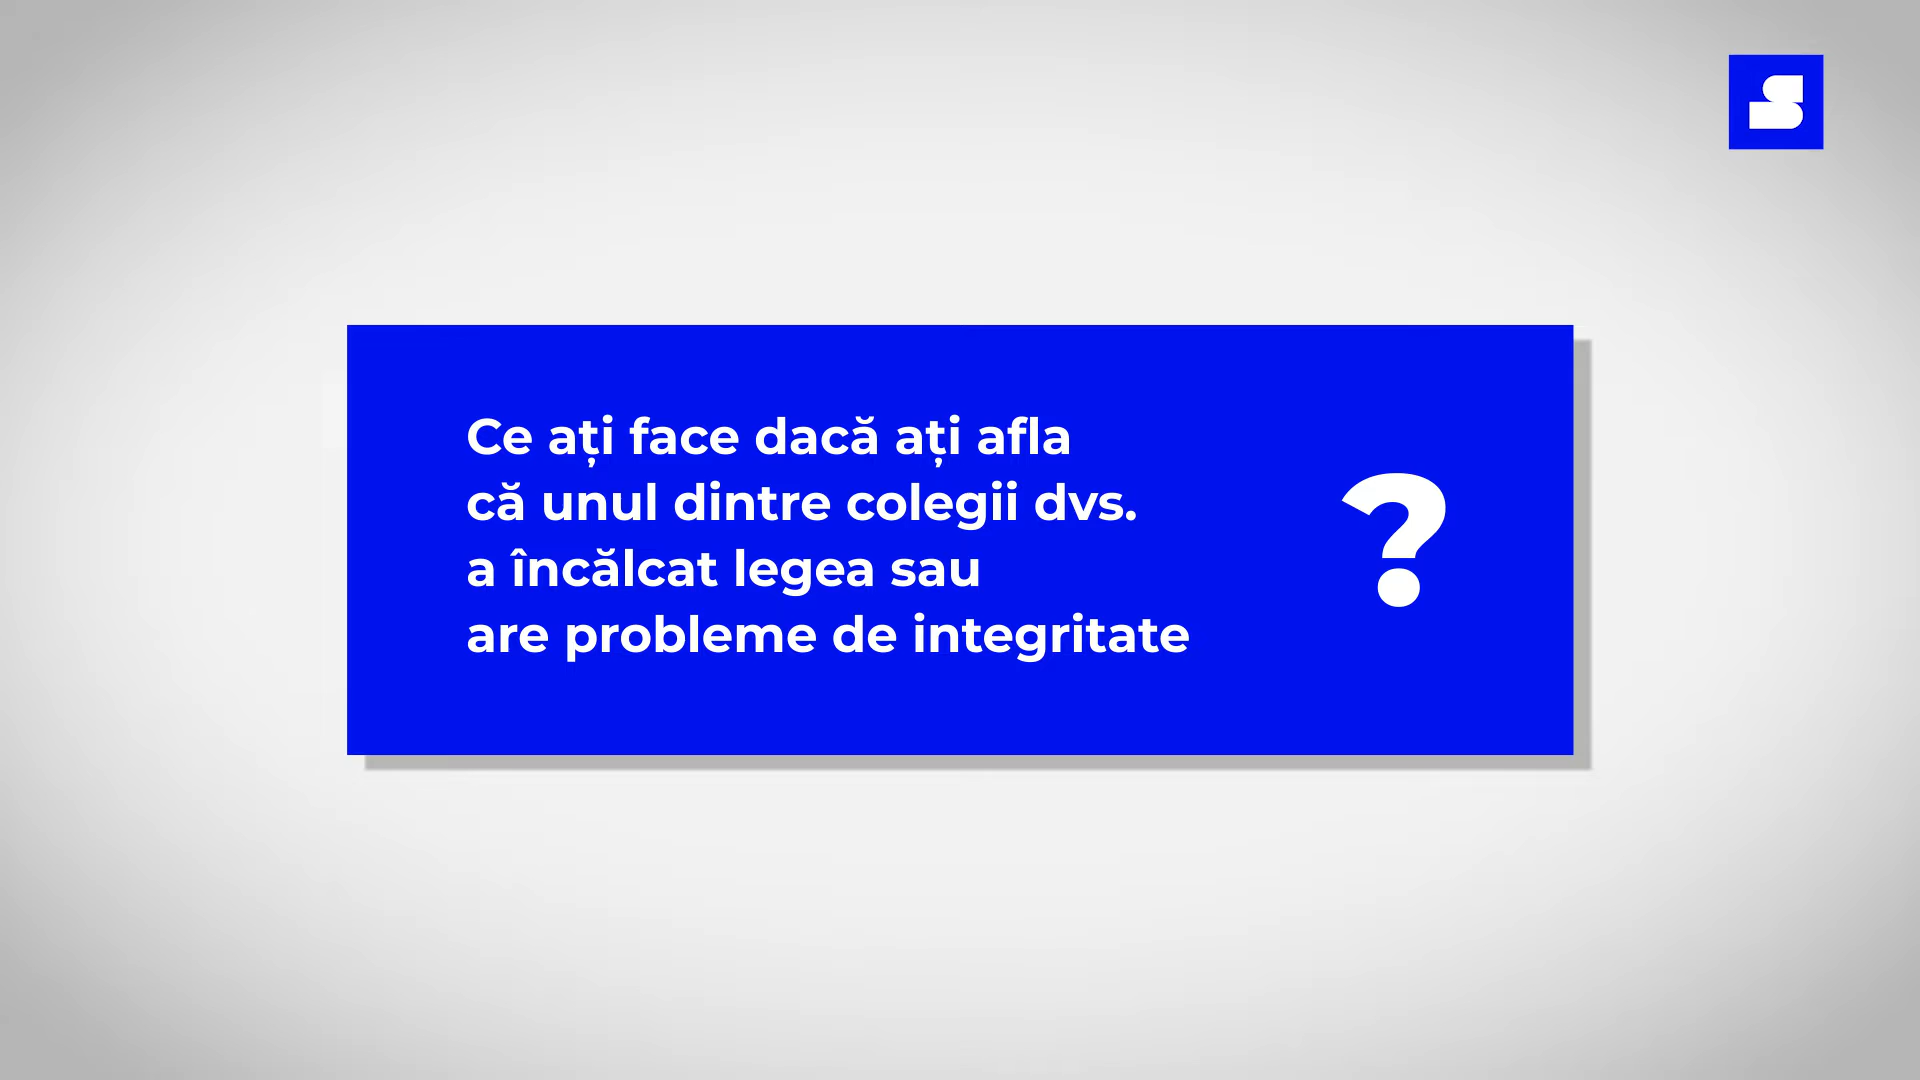 Ce ați face dacă ați afla
că unul dintre colegii dvs.
a încălcat legea sau
are probleme de integritate
?
S